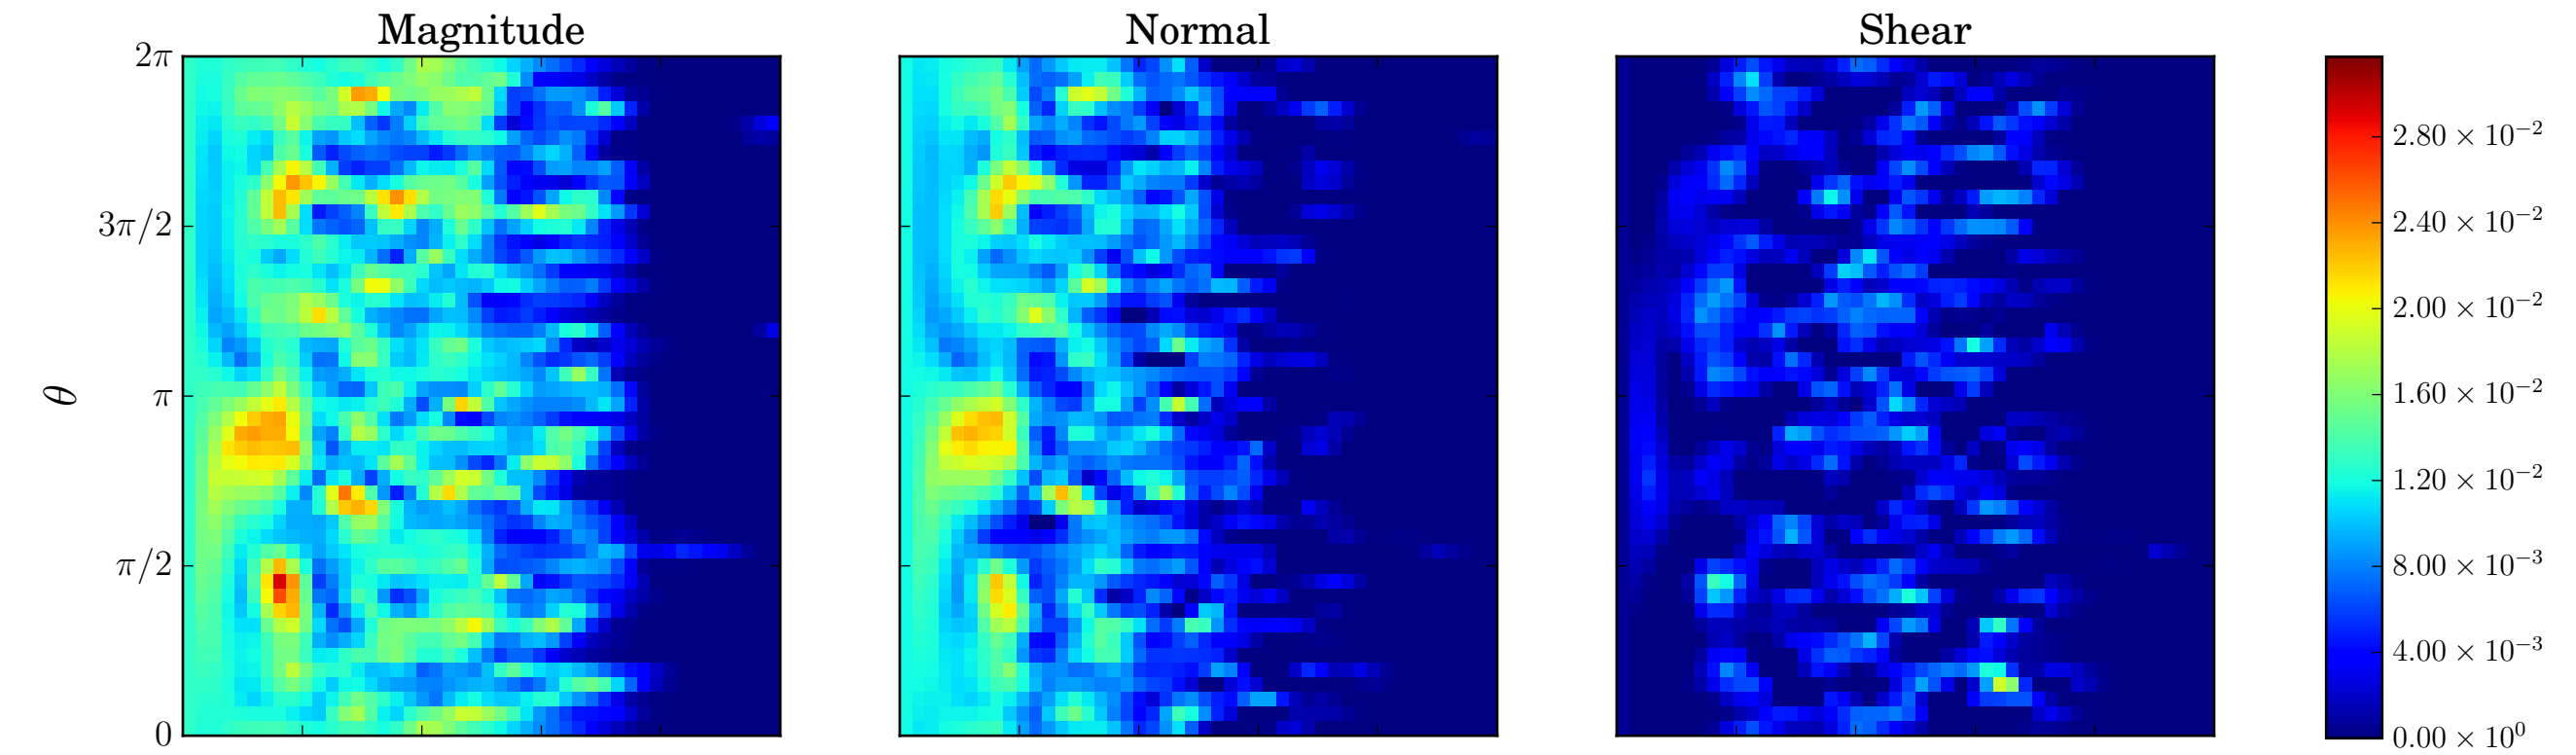 Magnitude Normal Shear
2π
3π/2
π
π/2
0
θ
2.80 × 10⁻²
2.40 × 10⁻²
2.00 × 10⁻²
1.60 × 10⁻²
1.20 × 10⁻²
8.00 × 10⁻³
4.00 × 10⁻³
0.00 × 10⁰